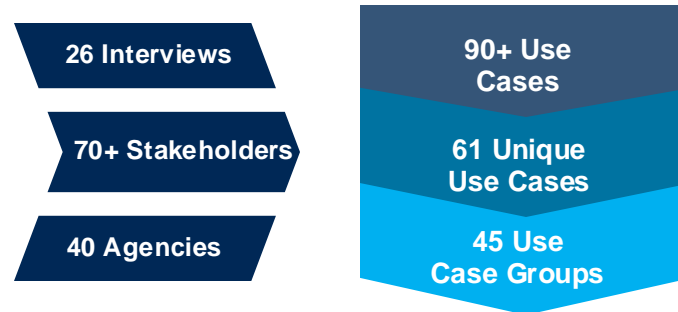 26 Interviews
70+ Stakeholders
40 Agencies
90+ Use
Cases
61 Unique
Use Cases
45 Use
Case Groups